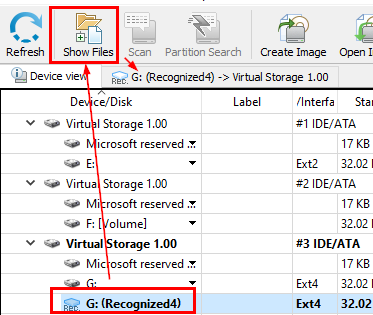 Refresh Show Files Scan Partition Search Create Image Open I
Device view REC. G: (Recognized4) -> Virtual Storage 1.00
Device/Disk Label /Interfa Star
Virtual Storage 1.00 #1 IDE/ATA
Microsoft reserved ... 17 KB
E: Ext2 32.02
Virtual Storage 1.00 #2 IDE/ATA
Microsoft reserved ... 17 KB
F: [Volume] 32.02
Virtual Storage 1.00 #3 IDE/ATA
Microsoft reserved ... 17 KB
G: Ext4 32.02
REC. G: (Recognized4) Ext4 32.02